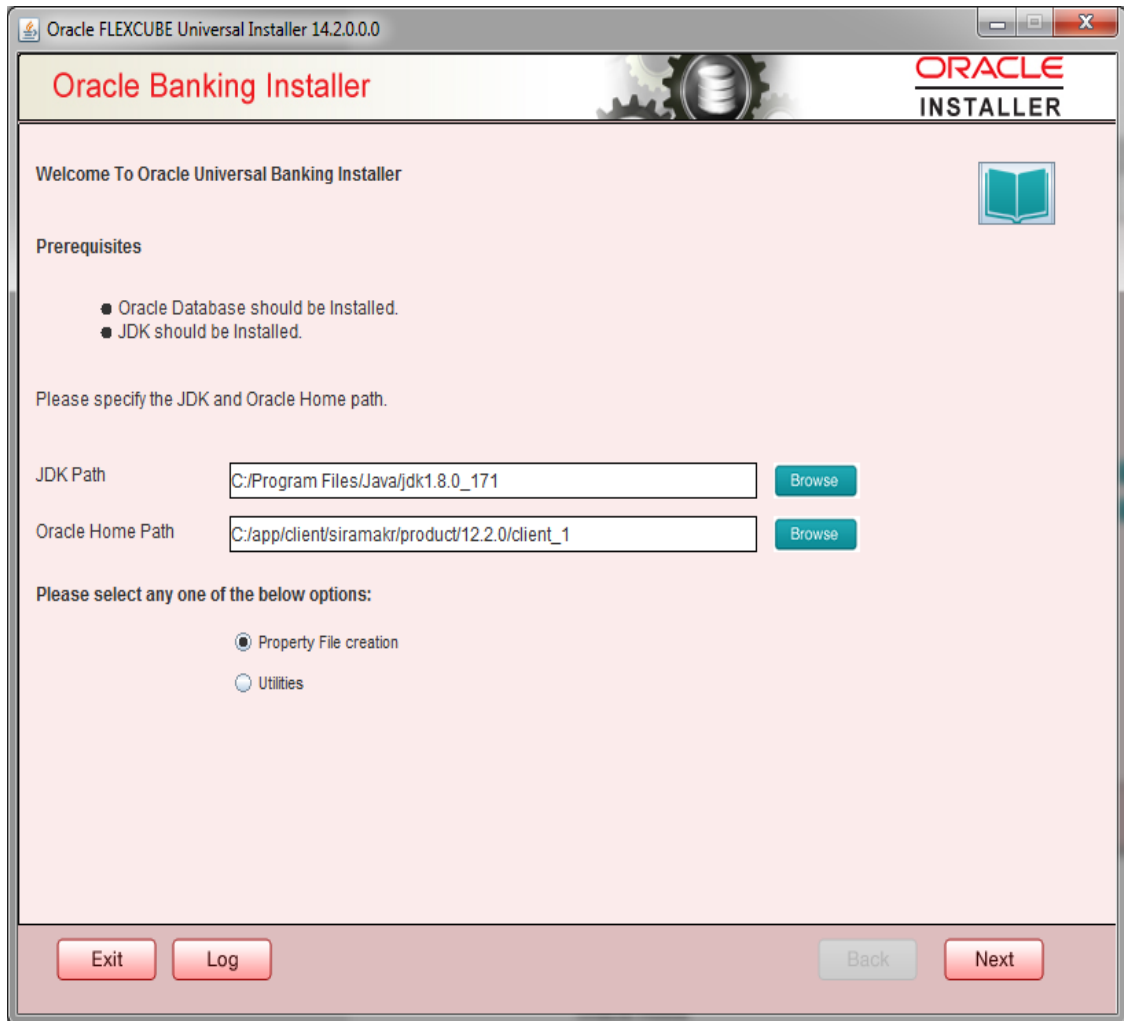 Oracle FLEXCUBE Universal Installer 14.2.0.0.0
Oracle Banking Installer
ORACLE
INSTALLER
Welcome To Oracle Universal Banking Installer
Prerequisites
Oracle Database should be Installed.
JDK should be Installed.
Please specify the JDK and Oracle Home path.
JDK Path C:/Program Files/Java/jdk1.8.0_171 Browse
Oracle Home Path C:/app/client/siramakr/product/12.2.0/client_1 Browse
Please select any one of the below options:
Property File creation
Utilities
Exit Log Back Next